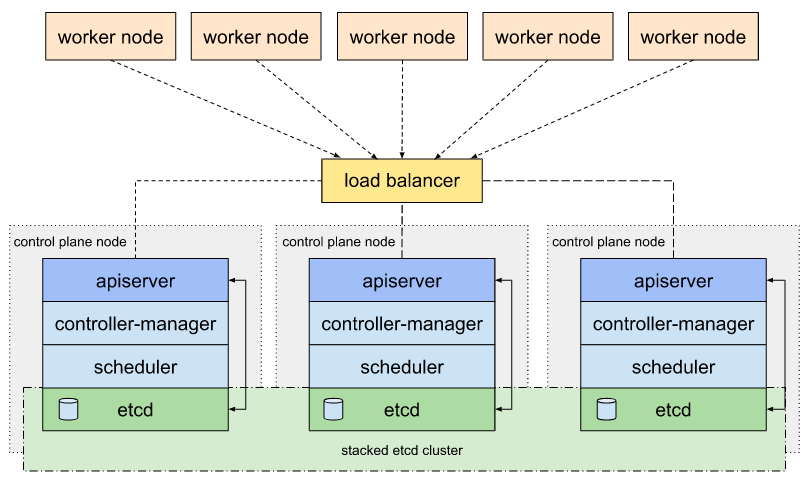 worker node
worker node
worker node
worker node
worker node
load balancer
control plane node
control plane node
control plane node
apiserver
apiserver
apiserver
controller-manager
controller-manager
controller-manager
scheduler
scheduler
scheduler
etcd
etcd
etcd
stacked etcd cluster